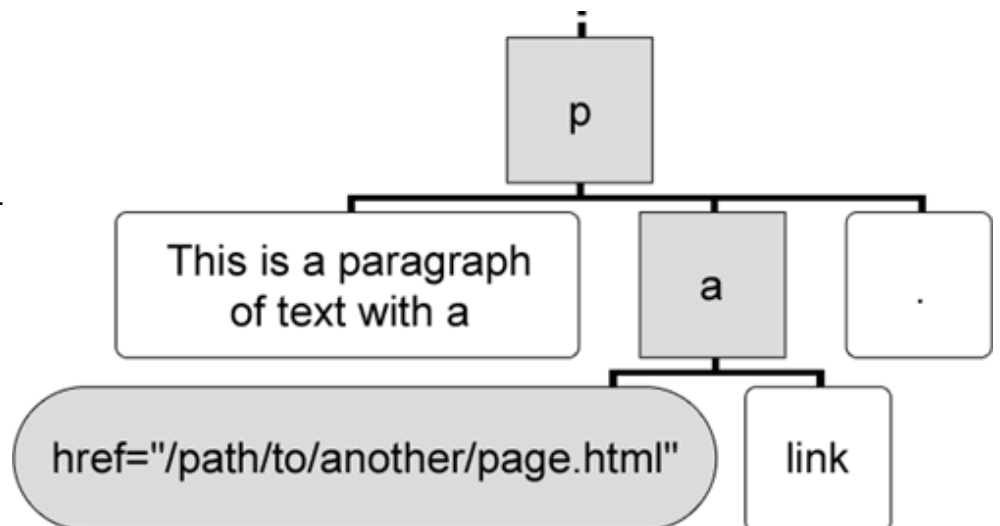 p
This is a paragraph
of text with a
a
.
href="/path/to/another/page.html"
link